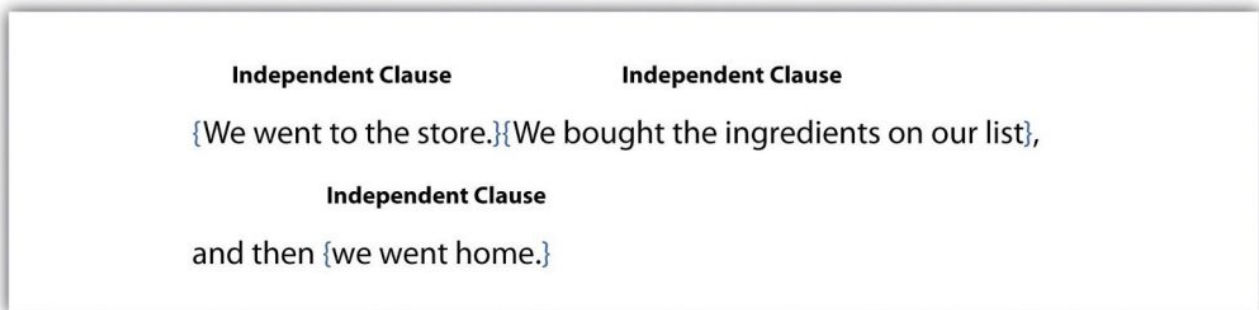 Independent Clause Independent Clause
{We went to the store.}{We bought the ingredients on our list},
Independent Clause
and then {we went home.}